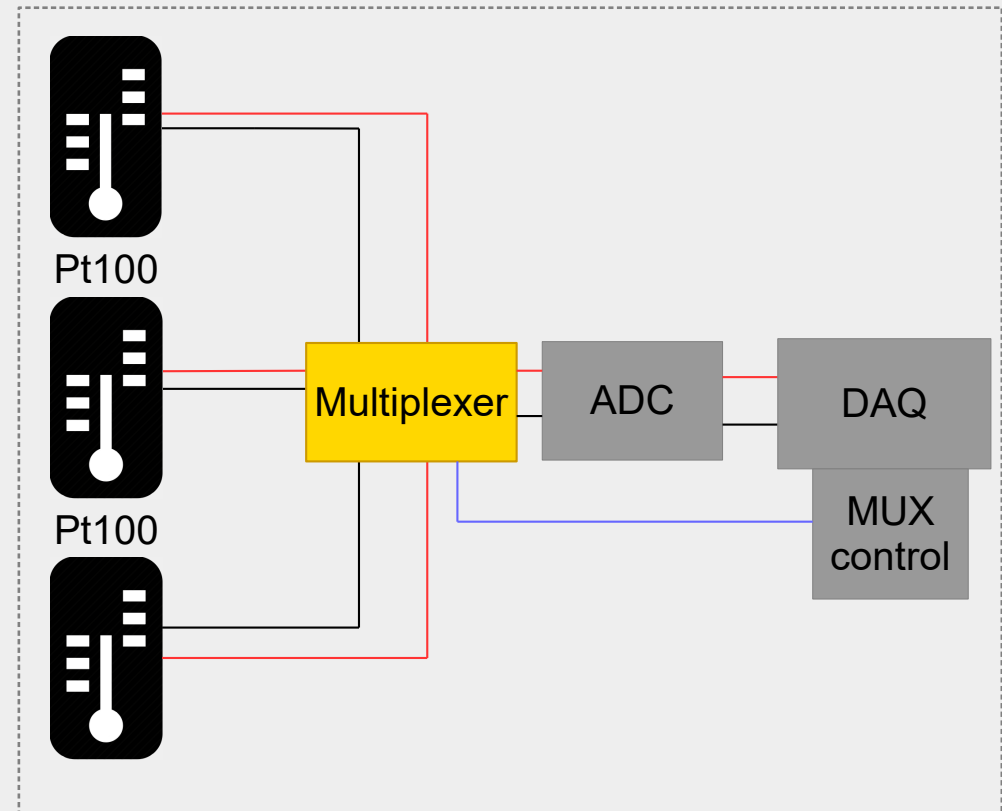 Pt100
Pt100
Multiplexer
ADC
DAQ
MUX
control